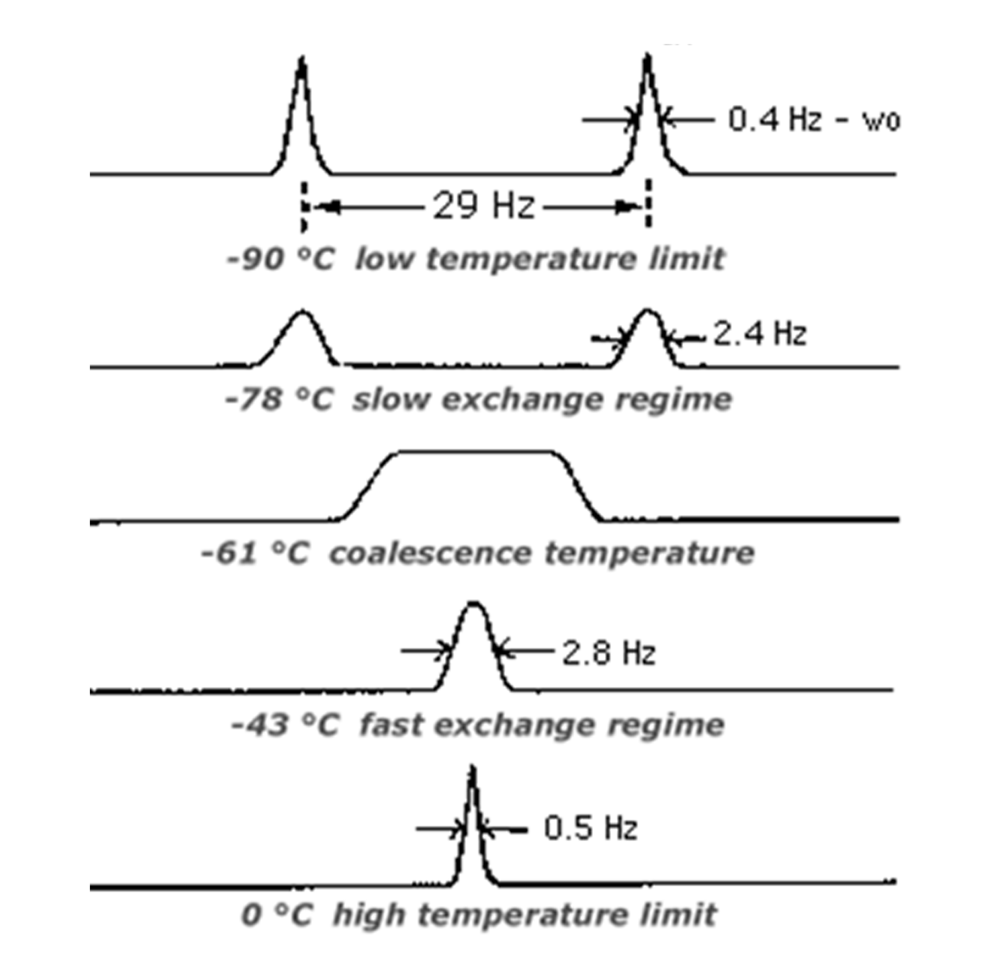 0.4 Hz - wo
29 Hz
-90 °C low temperature limit
2.4 Hz
-78 °C slow exchange regime
-61 °C coalescence temperature
2.8 Hz
-43 °C fast exchange regime
0.5 Hz
0 °C high temperature limit